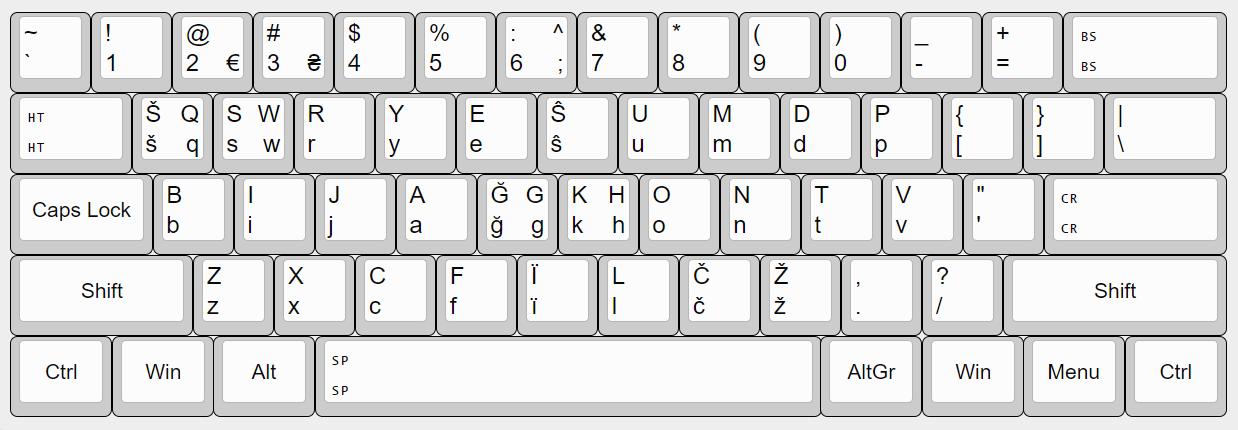 ~ ! @ # $ % : ^ & * ( ) _ + BS
` 1 2 € 3 ₴ 4 5 6 ; 7 8 9 0 - = BS
HT Š Q S W R Y E Ŝ U M D P { } |
HT š q s w r y e ŝ u m d p [ ] \
Caps Lock B I J A Ğ G K H O N T V " CR
b i j a ğ g k h o n t v ' CR
Shift Z X C F Ï L Č Ž , ? Shift
z x c f ï l č ž . /
Ctrl Win Alt SP AltGr Win Menu Ctrl
SP